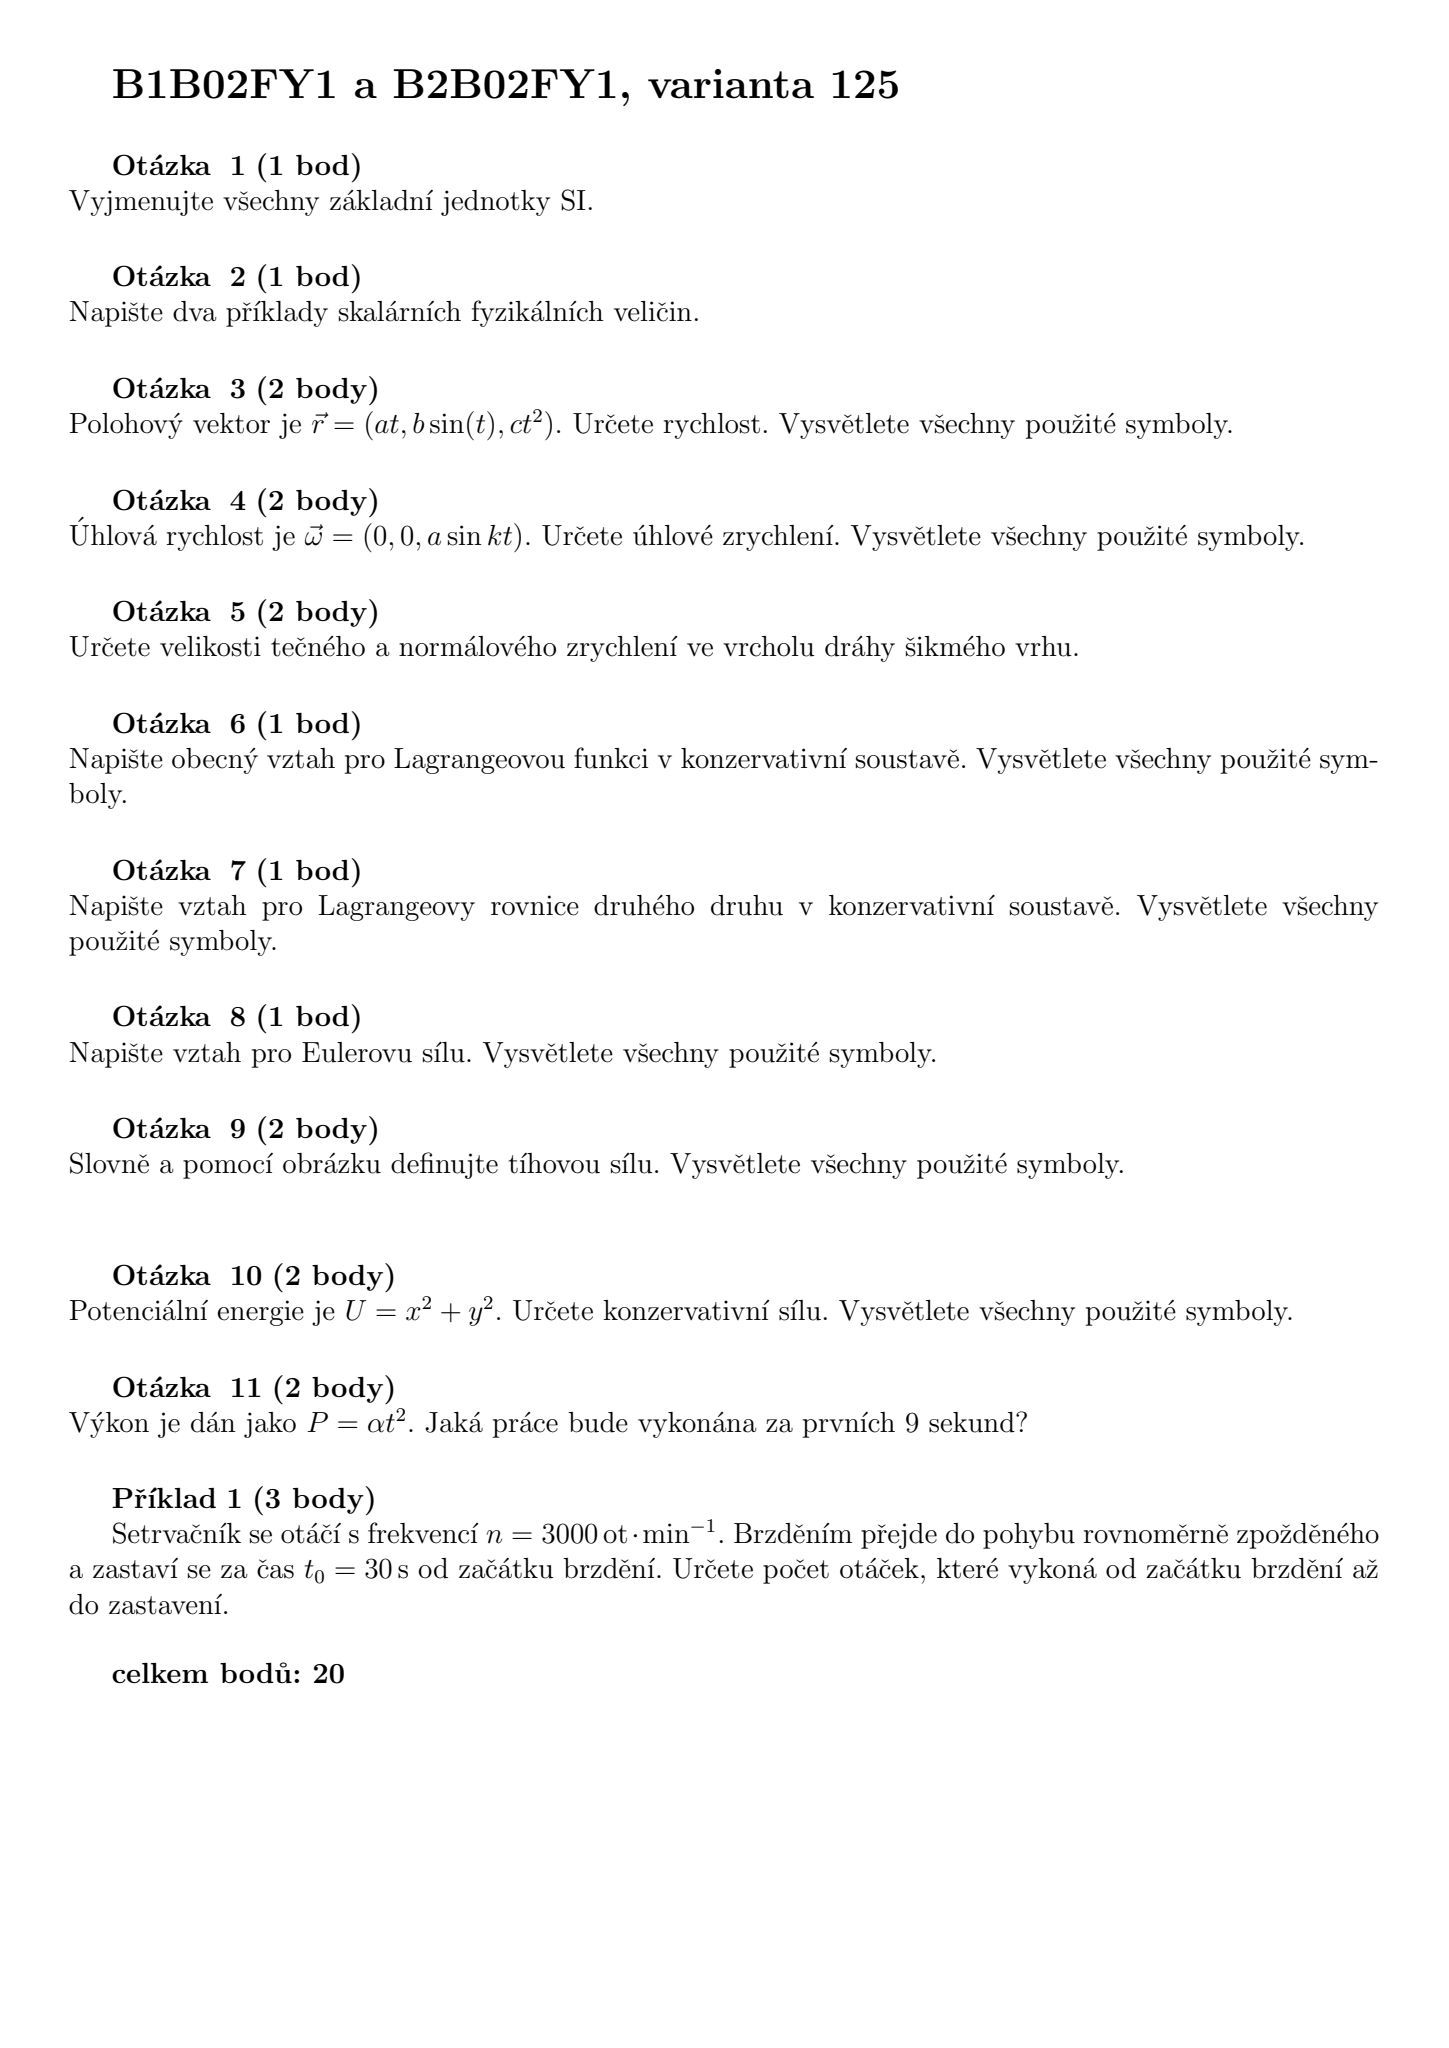 B1B02FY1 a B2B02FY1, varianta 125
Otázka 1 (1 bod)
Vyjmenujte všechny základní jednotky SI.
Otázka 2 (1 bod)
Napište dva příklady skalárních fyzikálních veličin.
Otázka 3 (2 body)
Polohový vektor je $\vec{r} = (at, b\sin(t), ct^2)$. Určete rychlost. Vysvětlete všechny použité symboly.
Otázka 4 (2 body)
Úhlová rychlost je $\vec{\omega} = (0, 0, a\sin kt)$. Určete úhlové zrychlení. Vysvětlete všechny použité symboly.
Otázka 5 (2 body)
Určete velikosti tečného a normálového zrychlení ve vrcholu dráhy šikmého vrhu.
Otázka 6 (1 bod)
Napište obecný vztah pro Lagrangeovou funkci v konzervativní soustavě. Vysvětlete všechny použité sym-
boly.
Otázka 7 (1 bod)
Napište vztah pro Lagrangeovy rovnice druhého druhu v konzervativní soustavě. Vysvětlete všechny
použité symboly.
Otázka 8 (1 bod)
Napište vztah pro Eulerovu sílu. Vysvětlete všechny použité symboly.
Otázka 9 (2 body)
Slovně a pomocí obrázku definujte tíhovou sílu. Vysvětlete všechny použité symboly.
Otázka 10 (2 body)
Potenciální energie je $U = x^2 + y^2$. Určete konzervativní sílu. Vysvětlete všechny použité symboly.
Otázka 11 (2 body)
Výkon je dán jako $P = \alpha t^2$. Jaká práce bude vykonána za prvních 9 sekund?
Příklad 1 (3 body)
Setrvačník se otáčí s frekvencí $n = 3000\,\mathrm{ot}\cdot\mathrm{min}^{-1}$. Brzděním přejde do pohybu rovnoměrně zpožděného
a zastaví se za čas $t_0 = 30\,\mathrm{s}$ od začátku brzdění. Určete počet otáček, které vykoná od začátku brzdění až
do zastavení.
celkem bodů: 20